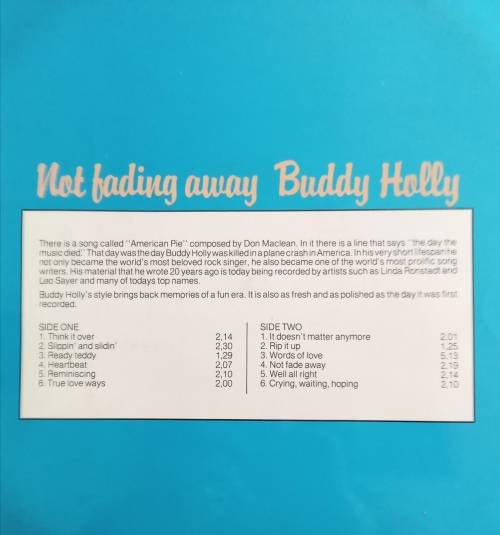 Not fading away Buddy Holly
There is a song called "American Pie" composed by Don Maclean. In it there is a line that says "the day the
music died." That day was the day Buddy Holly was killed in a plane crash in America. In his very short lifespan he
not only became the world's most beloved rock singer, he also became one of the world's most prolific song
writers. His material that he wrote 20 years ago is today being recorded by artists such as Linda Ronstadt and
Leo Sayer and many of todays top names.
Buddy Holly's style brings back memories of a fun era. It is also as fresh and as polished as the day it was first
recorded.
SIDE ONE
1. Think it over 2,14
2. Slippin' and slidin' 2,30
3. Ready teddy 1,29
4. Heartbeat 2,07
5. Reminiscing 2,10
6. True love ways 2,00
SIDE TWO
1. It doesn't matter anymore 2,01
2. Rip it up 1,25
3. Words of love 5,13
4. Not fade away 2,19
5. Well all right 2,14
6. Crying, waiting, hoping 2,10